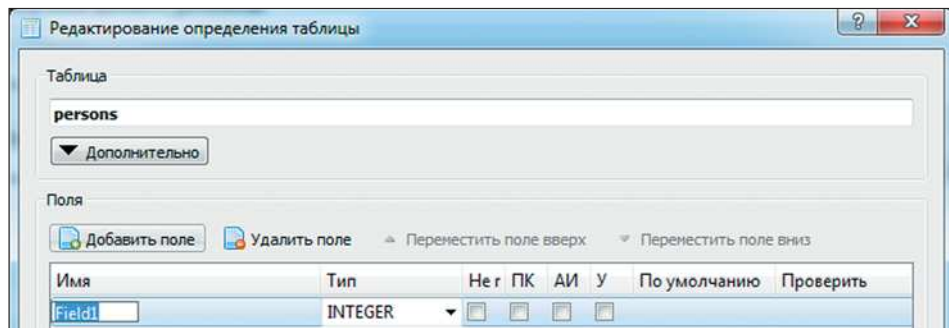 Редактирование определения таблицы
Таблица
persons
Дополнительно
Поля
Добавить поле Удалить поле Переместить поле вверх Переместить поле вниз
Имя Тип Не г ПК АИ У По умолчанию Проверить
Field1 INTEGER